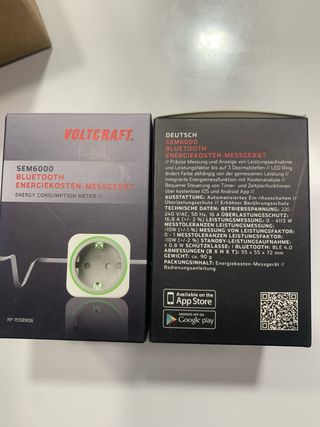 VOLTCRAFT.
SEM6000
BLUETOOTH
ENERGIEKOSTEN-MESSGERÄT
ENERGY CONSUMPTION METER //
Nº 1558906
DEUTSCH
SEM6000
BLUETOOTH
ENERGIEKOSTEN-MESSGERÄT
// Präzise Messung und Anzeige von Leistungsaufnahme
und Leistungsfaktor bis auf 3 Dezimalstellen // LED Ring
ändert Farbe abhängig von der gemessenen Leistung //
Integrierte Energiemessfunktion mit Kostenanalyse //
Bequeme Steuerung von Timer- und Zeitplanfunktionen
über kostenlose iOS und Android App //
AUSSTATTUNG: Automatisiertes Ein-/Ausschalten //
Überlastungsschutz // Erhöhter Berührungsschutz
TECHNISCHE DATEN: BETRIEBSSPANNUNG: 220 -
240 V/AC, 50 Hz, 16 A ÜBERLASTUNGSSCHUTZ:
16,8 A (+/- 2 %) LEISTUNGSMESSUNG: 0 - 4113 W
MESSTOLERANZEN LEISTUNGSMESSUNG:
>10W (+/-1 %) MESSUNG VON LEISTUNGSFAKTOR:
0 - 1 MESSTOLERANZEN LEISTUNGSFAKTOR:
>10W (+/-2 %) STANDBY-LEISTUNGSAUFNAHME:
≤ 0,8 W SCHUTZKLASSE: I BLUETOOTH: BLE 4.0
ABMESSUNGEN (B X H X T): 55 x 55 x 72 mm
GEWICHT: ca. 90 g
PACKUNGSINHALT: Energiekosten-Messgerät //
Bedienungsanleitung
Available on the
App Store
ANDROID APP ON
Google play